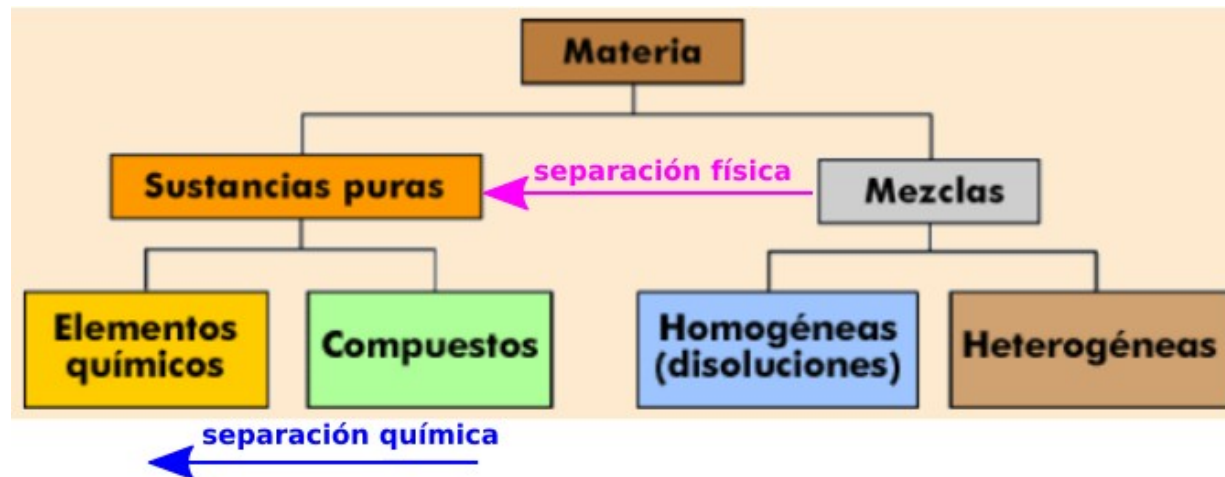 Materia
separación física
Sustancias puras
Mezclas
Elementos
químicos
Compuestos
Homogéneas
(disoluciones)
Heterogéneas
separación química